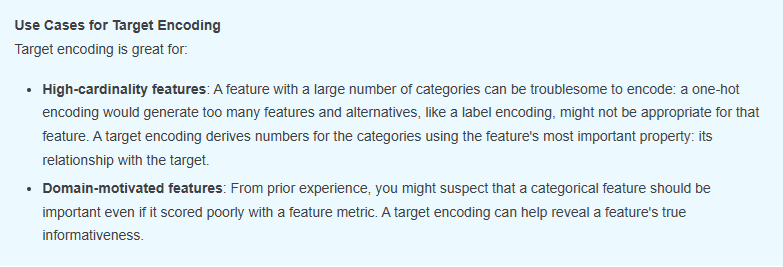 Use Cases for Target Encoding
Target encoding is great for:
• High-cardinality features: A feature with a large number of categories can be troublesome to encode: a one-hot
encoding would generate too many features and alternatives, like a label encoding, might not be appropriate for that
feature. A target encoding derives numbers for the categories using the feature's most important property: its
relationship with the target.
• Domain-motivated features: From prior experience, you might suspect that a categorical feature should be
important even if it scored poorly with a feature metric. A target encoding can help reveal a feature's true
informativeness.